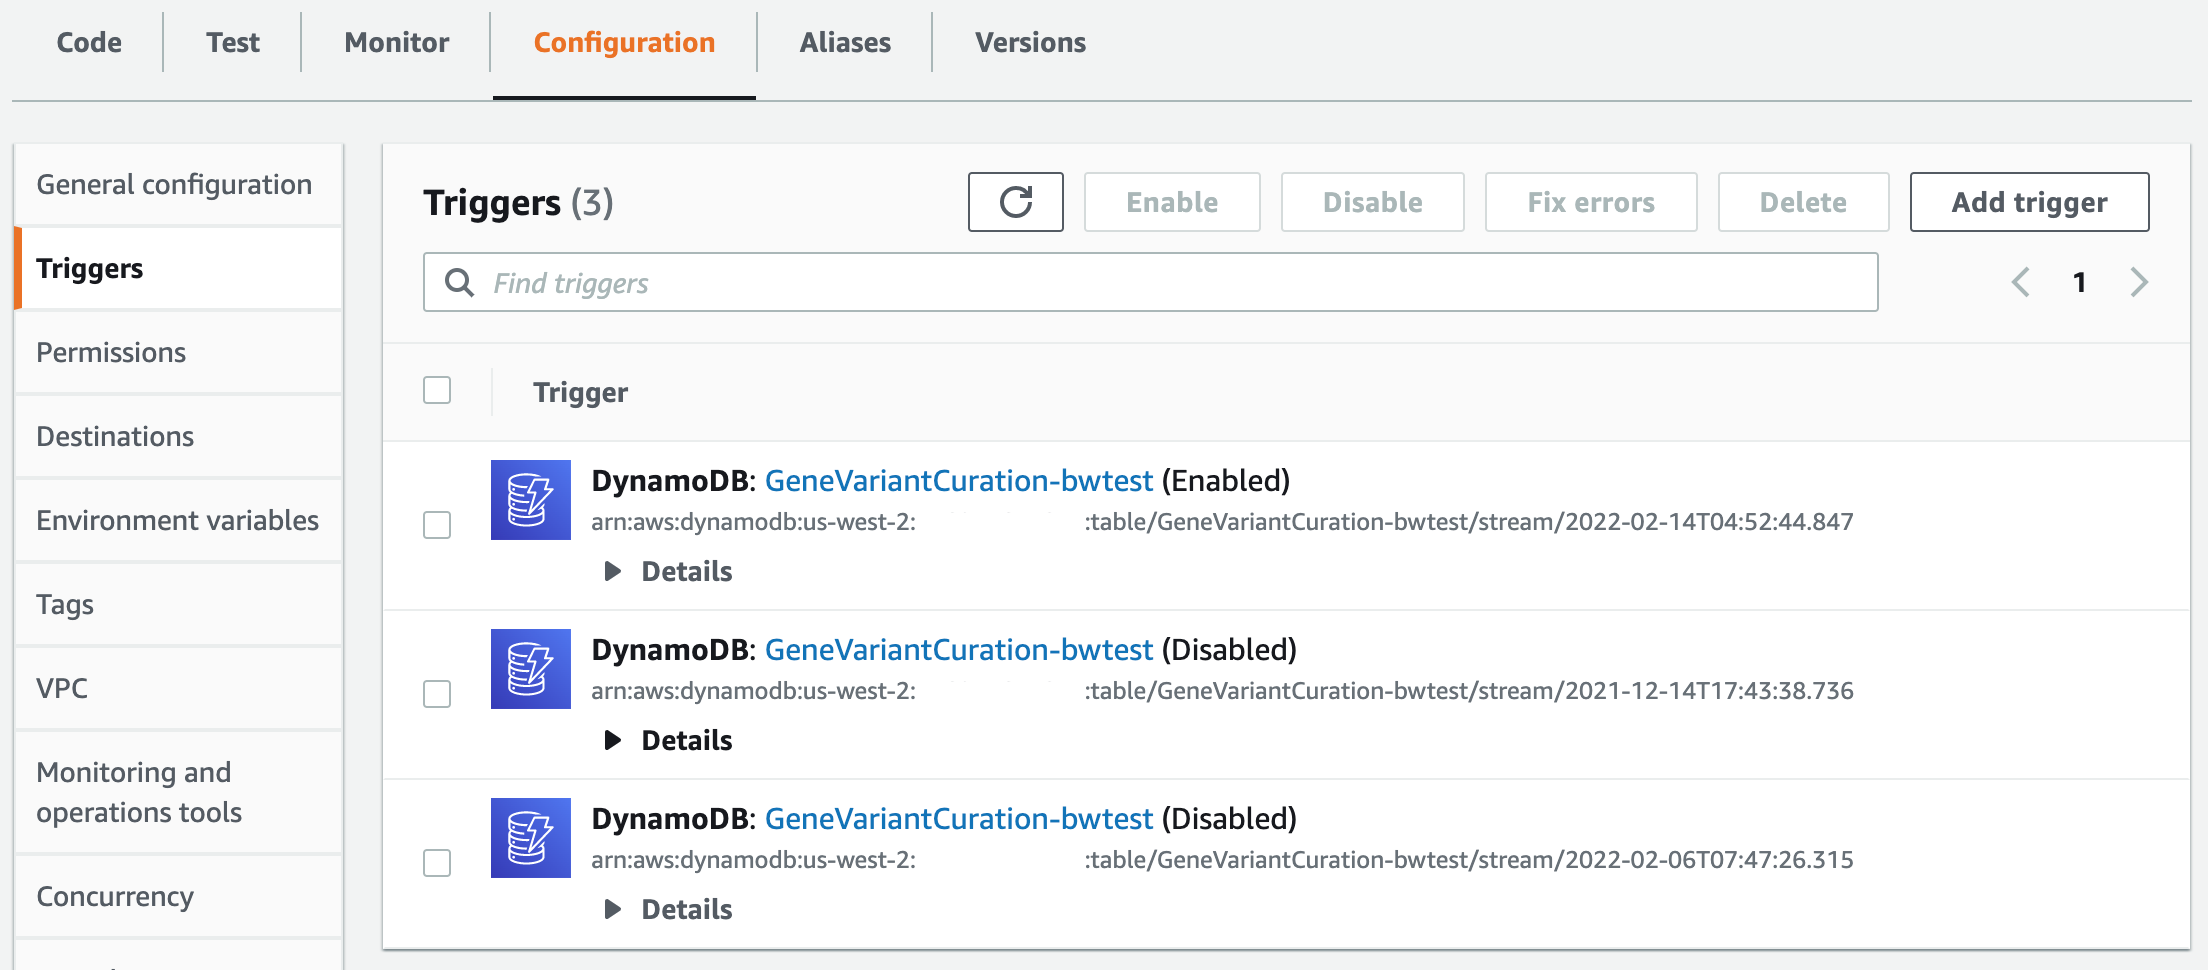 Code
Test
Monitor
Configuration
Aliases
Versions
General configuration
Triggers
Permissions
Destinations
Environment variables
Tags
VPC
Monitoring and
operations tools
Concurrency
Triggers (3)
Enable
Disable
Fix errors
Delete
Add trigger
Find triggers
1
Trigger
DynamoDB: GeneVariantCuration-bwtest (Enabled)
arn:aws:dynamodb:us-west-2: :table/GeneVariantCuration-bwtest/stream/2022-02-14T04:52:44.847
Details
DynamoDB: GeneVariantCuration-bwtest (Disabled)
arn:aws:dynamodb:us-west-2: :table/GeneVariantCuration-bwtest/stream/2021-12-14T17:43:38.736
Details
DynamoDB: GeneVariantCuration-bwtest (Disabled)
arn:aws:dynamodb:us-west-2: :table/GeneVariantCuration-bwtest/stream/2022-02-06T07:47:26.315
Details